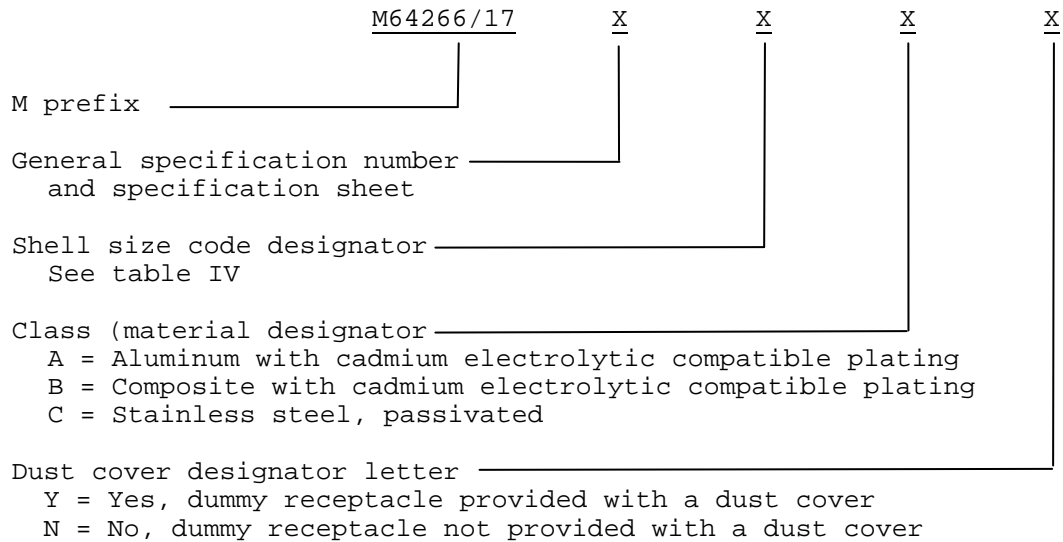 M64266/17 X X X X
M prefix
General specification number
and specification sheet
Shell size code designator
See table IV
Class (material designator
A = Aluminum with cadmium electrolytic compatible plating
B = Composite with cadmium electrolytic compatible plating
C = Stainless steel, passivated
Dust cover designator letter
Y = Yes, dummy receptacle provided with a dust cover
N = No, dummy receptacle not provided with a dust cover